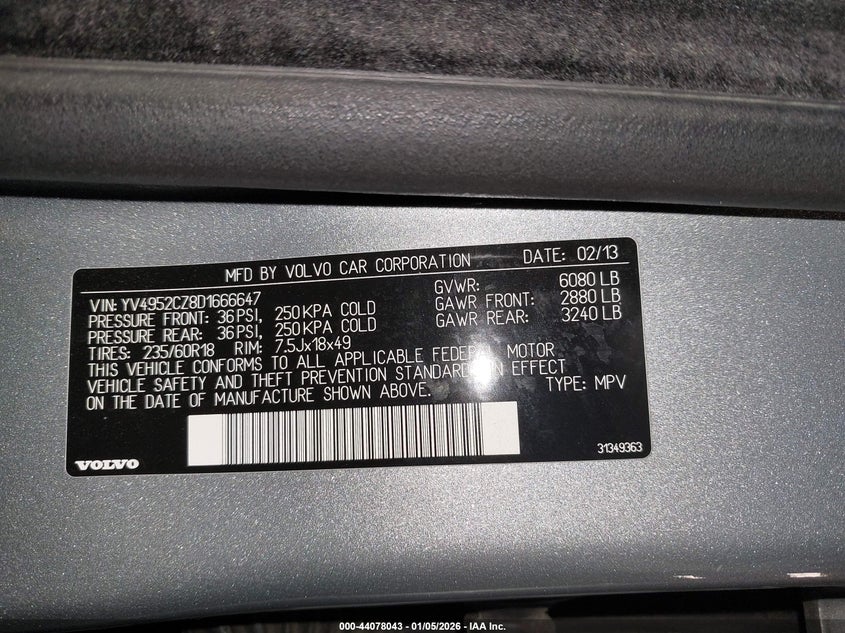 MFD BY VOLVO CAR CORPORATION DATE: 02/13
VIN: YV4952CZ8D1666647 GVWR: 6080 LB
PRESSURE FRONT: 36PSI, 250KPA COLD GAWR FRONT: 2880 LB
PRESSURE REAR: 36PSI, 250KPA COLD GAWR REAR: 3240 LB
TIRES: 235/60R18 RIM: 7.5Jx18x49
THIS VEHICLE CONFORMS TO ALL APPLICABLE FEDERAL MOTOR
VEHICLE SAFETY AND THEFT PREVENTION STANDARDS IN EFFECT
ON THE DATE OF MANUFACTURE SHOWN ABOVE. TYPE: MPV
VOLVO 31349363
000-44078043 - 01/05/2026 - IAA Inc.